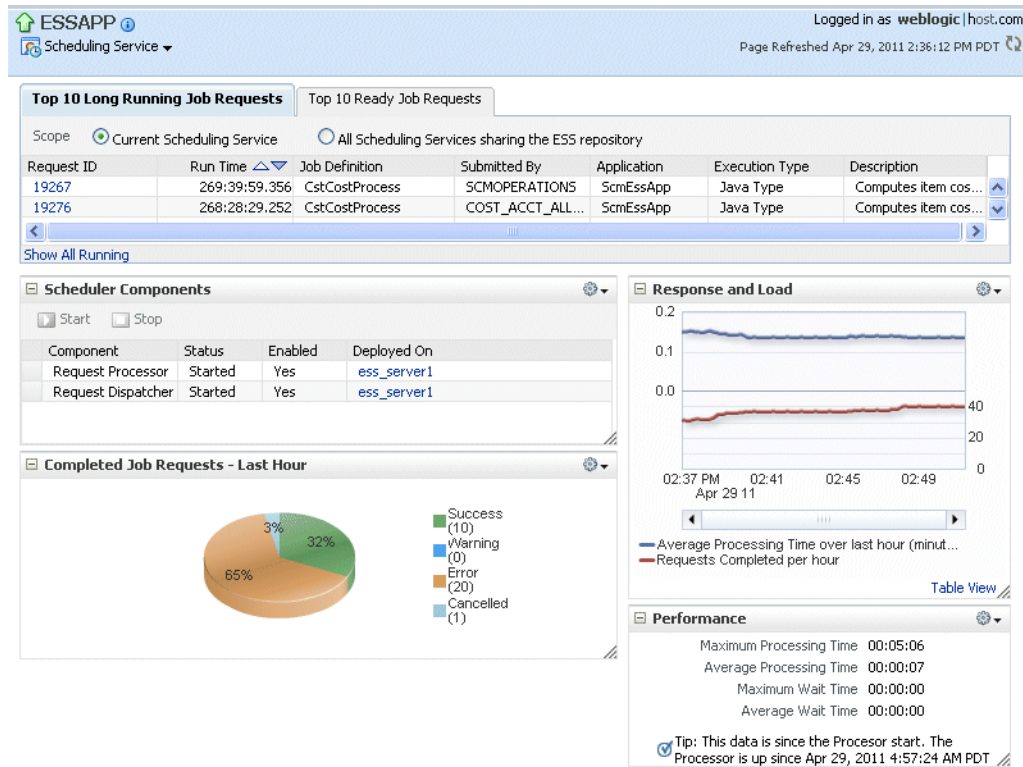 ESSAPP
Logged in as weblogic|host.com
Scheduling Service
Page Refreshed Apr 29, 2011 2:36:12 PM PDT
Top 10 Long Running Job Requests
Top 10 Ready Job Requests
Scope Current Scheduling Service All Scheduling Services sharing the ESS repository
Request ID Run Time Job Definition Submitted By Application Execution Type Description
19267 269:39:59.356 CstCostProcess SCMOPERATIONS ScmEssApp Java Type Computes item cos...
19276 268:28:29.252 CstCostProcess COST_ACCT_ALL... ScmEssApp Java Type Computes item cos...
Show All Running
Scheduler Components
Start Stop
Component Status Enabled Deployed On
Request Processor Started Yes ess_server1
Request Dispatcher Started Yes ess_server1
Completed Job Requests - Last Hour
3%
32%
65%
Success
(10)
Warning
(0)
Error
(20)
Cancelled
(1)
Response and Load
0.2
0.1
0.0
40
20
0
02:37 PM 02:41 02:45 02:49
Apr 29 11
Average Processing Time over last hour (minut...
Requests Completed per hour
Table View
Performance
Maximum Processing Time 00:05:06
Average Processing Time 00:00:07
Maximum Wait Time 00:00:00
Average Wait Time 00:00:00
Tip: This data is since the Procesor start. The
Processor is up since Apr 29, 2011 4:57:24 AM PDT